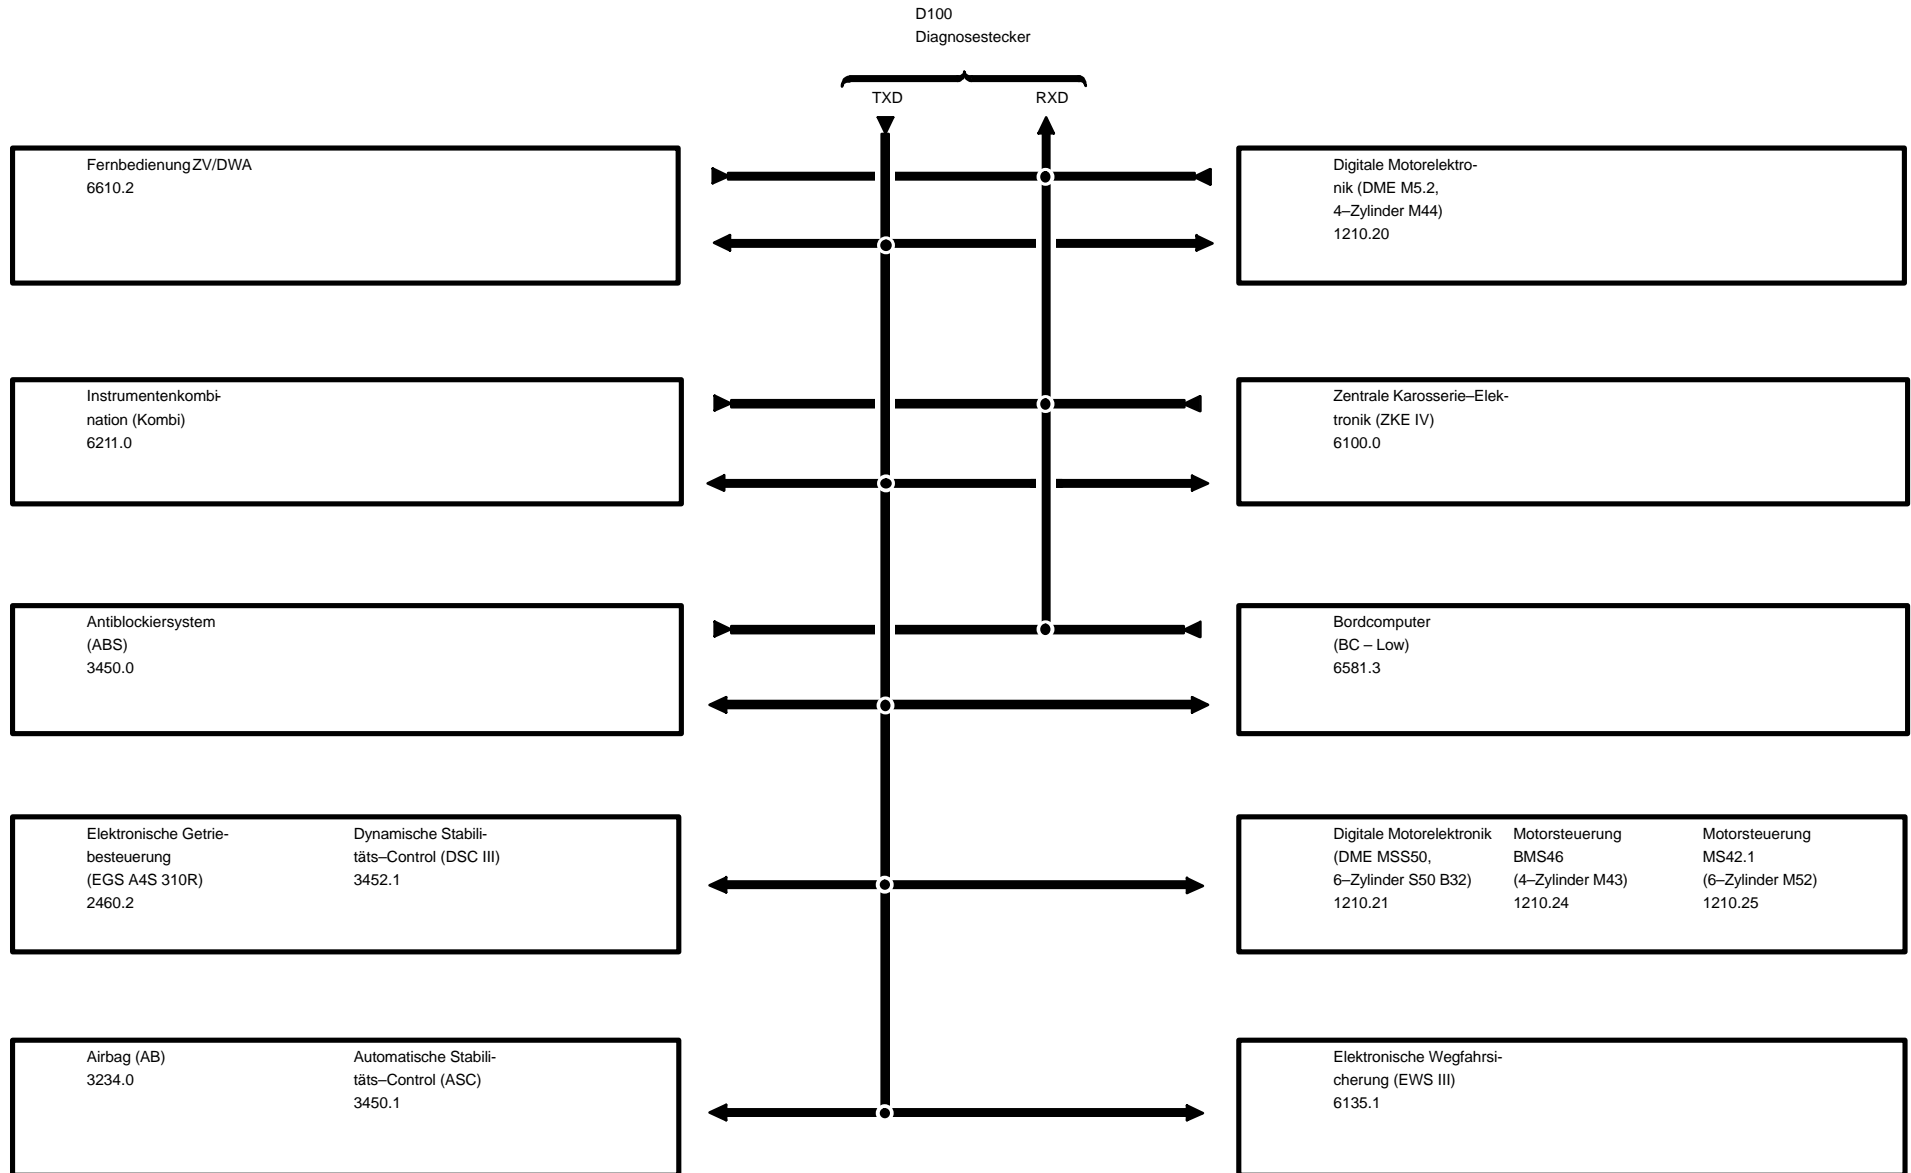 D100
Diagnosestecker
TXD
RXD
Fernbedienung ZV/DWA
6610.2
Digitale Motorelektro-
nik (DME M5.2,
4–Zylinder M44)
1210.20
Instrumentenkombi-
nation (Kombi)
6211.0
Zentrale Karosserie–Elek-
tronik (ZKE IV)
6100.0
Antiblockiersystem
(ABS)
3450.0
Bordcomputer
(BC – Low)
6581.3
Elektronische Getrie-
besteuerung
(EGS A4S 310R)
2460.2
Dynamische Stabili-
täts–Control (DSC III)
3452.1
Digitale Motorelektronik
(DME MSS50,
6–Zylinder S50 B32)
1210.21
Motorsteuerung
BMS46
(4–Zylinder M43)
1210.24
Motorsteuerung
MS42.1
(6–Zylinder M52)
1210.25
Airbag (AB)
3234.0
Automatische Stabili-
täts–Control (ASC)
3450.1
Elektronische Wegfahrsi-
cherung (EWS III)
6135.1